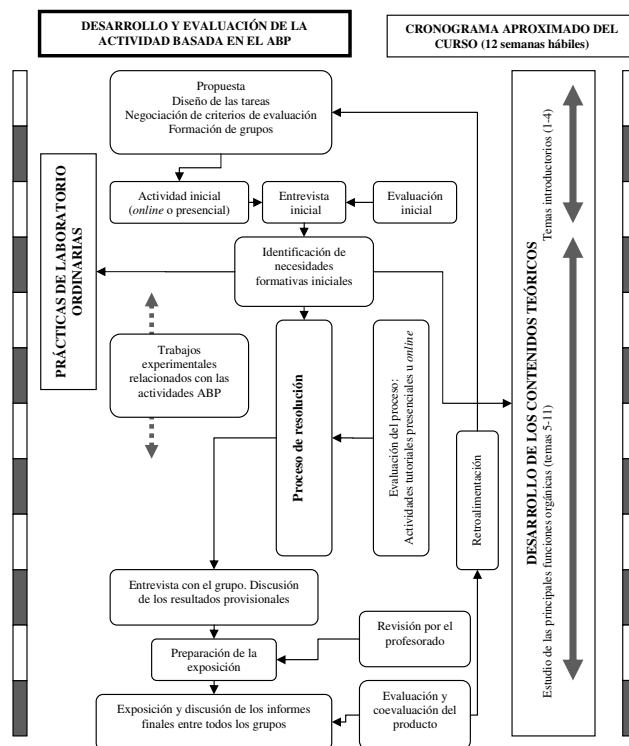 DESARROLLO Y EVALUACIÓN DE LA
ACTIVIDAD BASADA EN EL ABP
CRONOGRAMA APROXIMADO DEL
CURSO (12 semanas hábiles)
Propuesta
Diseño de las tareas
Negociación de criterios de evaluación
Formación de grupos
Actividad inicial
(online o presencial)
Entrevista
inicial
Evaluación
inicial
Identificación de
necesidades
formativas iniciales
PRÁCTICAS DE LABORATORIO
ORDINARIAS
Trabajos
experimentales
relacionados con las
actividades ABP
Proceso de resolución
Evaluación del proceso:
Actividades tutoriales presenciales u online
Retroalimentación
DESARROLLO DE LOS CONTENIDOS TEÓRICOS
Temas introductorios (1-4)
Estudio de las principales funciones orgánicas (temas 5-11)
Entrevista con el grupo. Discusión
de los resultados provisionales
Preparación de la
exposición
Revisión por el
profesorado
Exposición y discusión de los informes
finales entre todos los grupos
Evaluación y
coevaluación del
producto